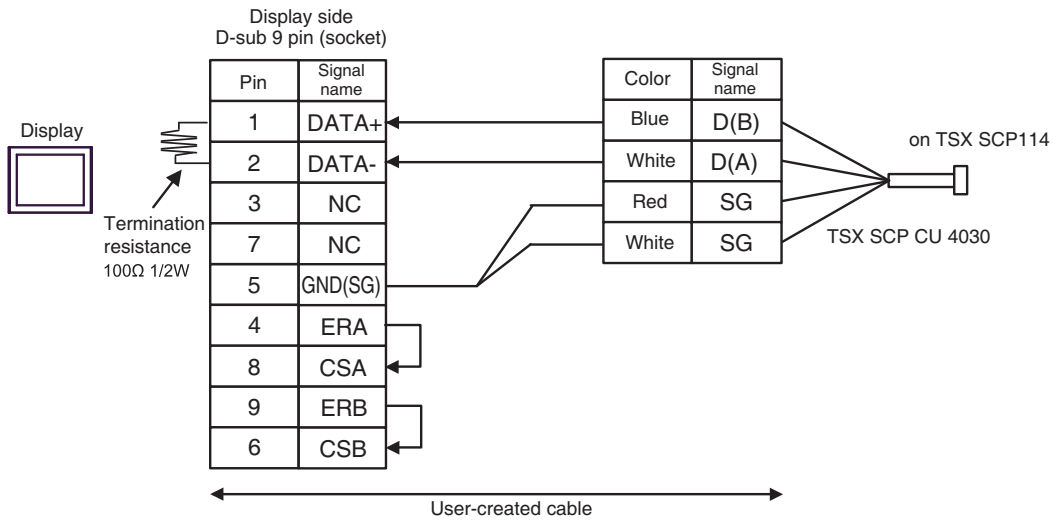 Display side
D-sub 9 pin (socket)
Display
Termination
resistance
100Ω 1/2W
Pin Signal name
1 DATA+
2 DATA-
3 NC
7 NC
5 GND(SG)
4 ERA
8 CSA
9 ERB
6 CSB
Color Signal name
Blue D(B)
White D(A)
Red SG
White SG
on TSX SCP114
TSX SCP CU 4030
User-created cable